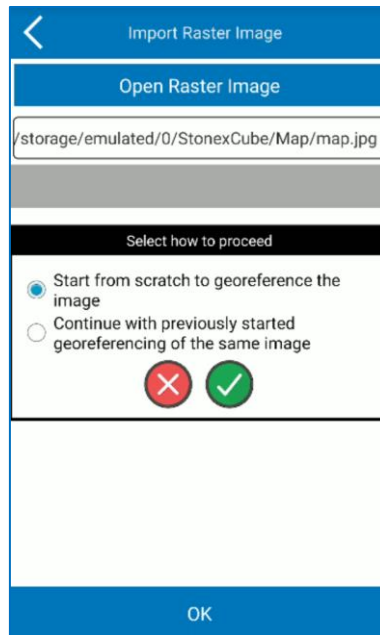 Import Raster Image
Open Raster Image
/storage/emulated/0/StonexCube/Map/map.jpg
Select how to proceed
Start from scratch to georeference the
image
Continue with previously started
georeferencing of the same image
OK